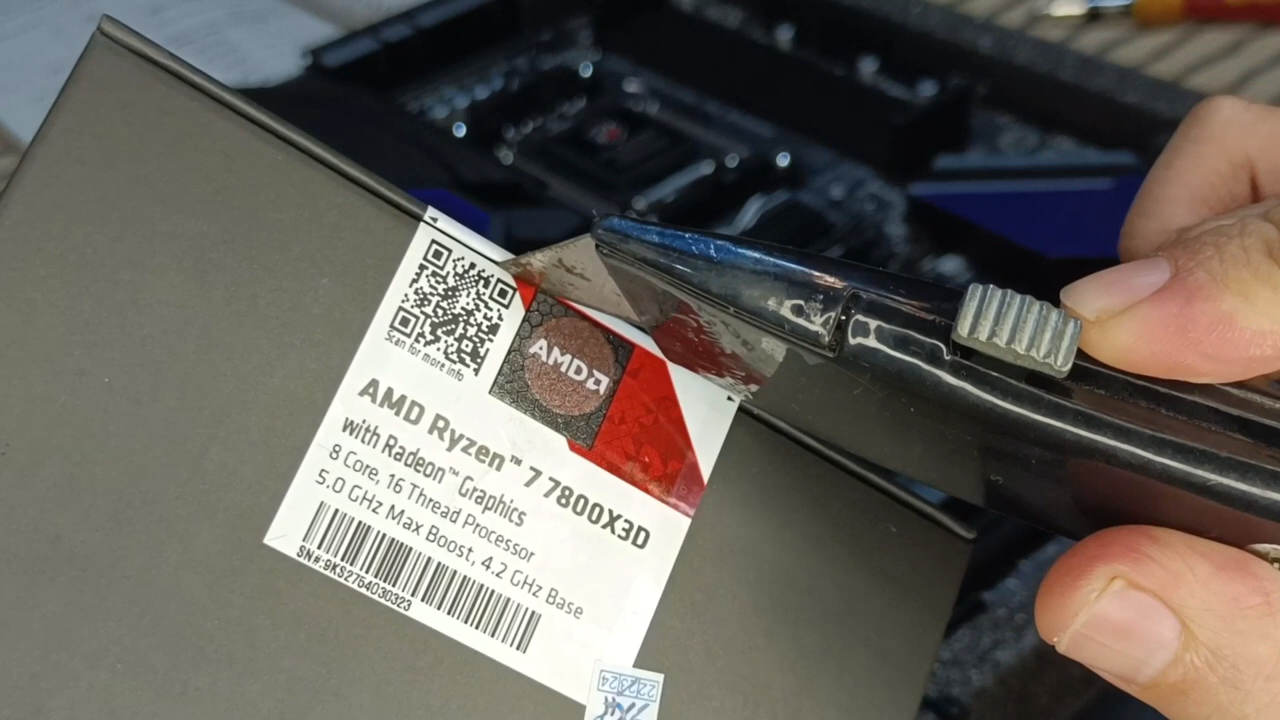 Scan for more info
AMD
AMD Ryzen™ 7 7800X3D
with Radeon™ Graphics
8 Core, 16 Thread Processor
5.0 GHz Max Boost, 4.2 GHz Base
SN#:9KS2764030323